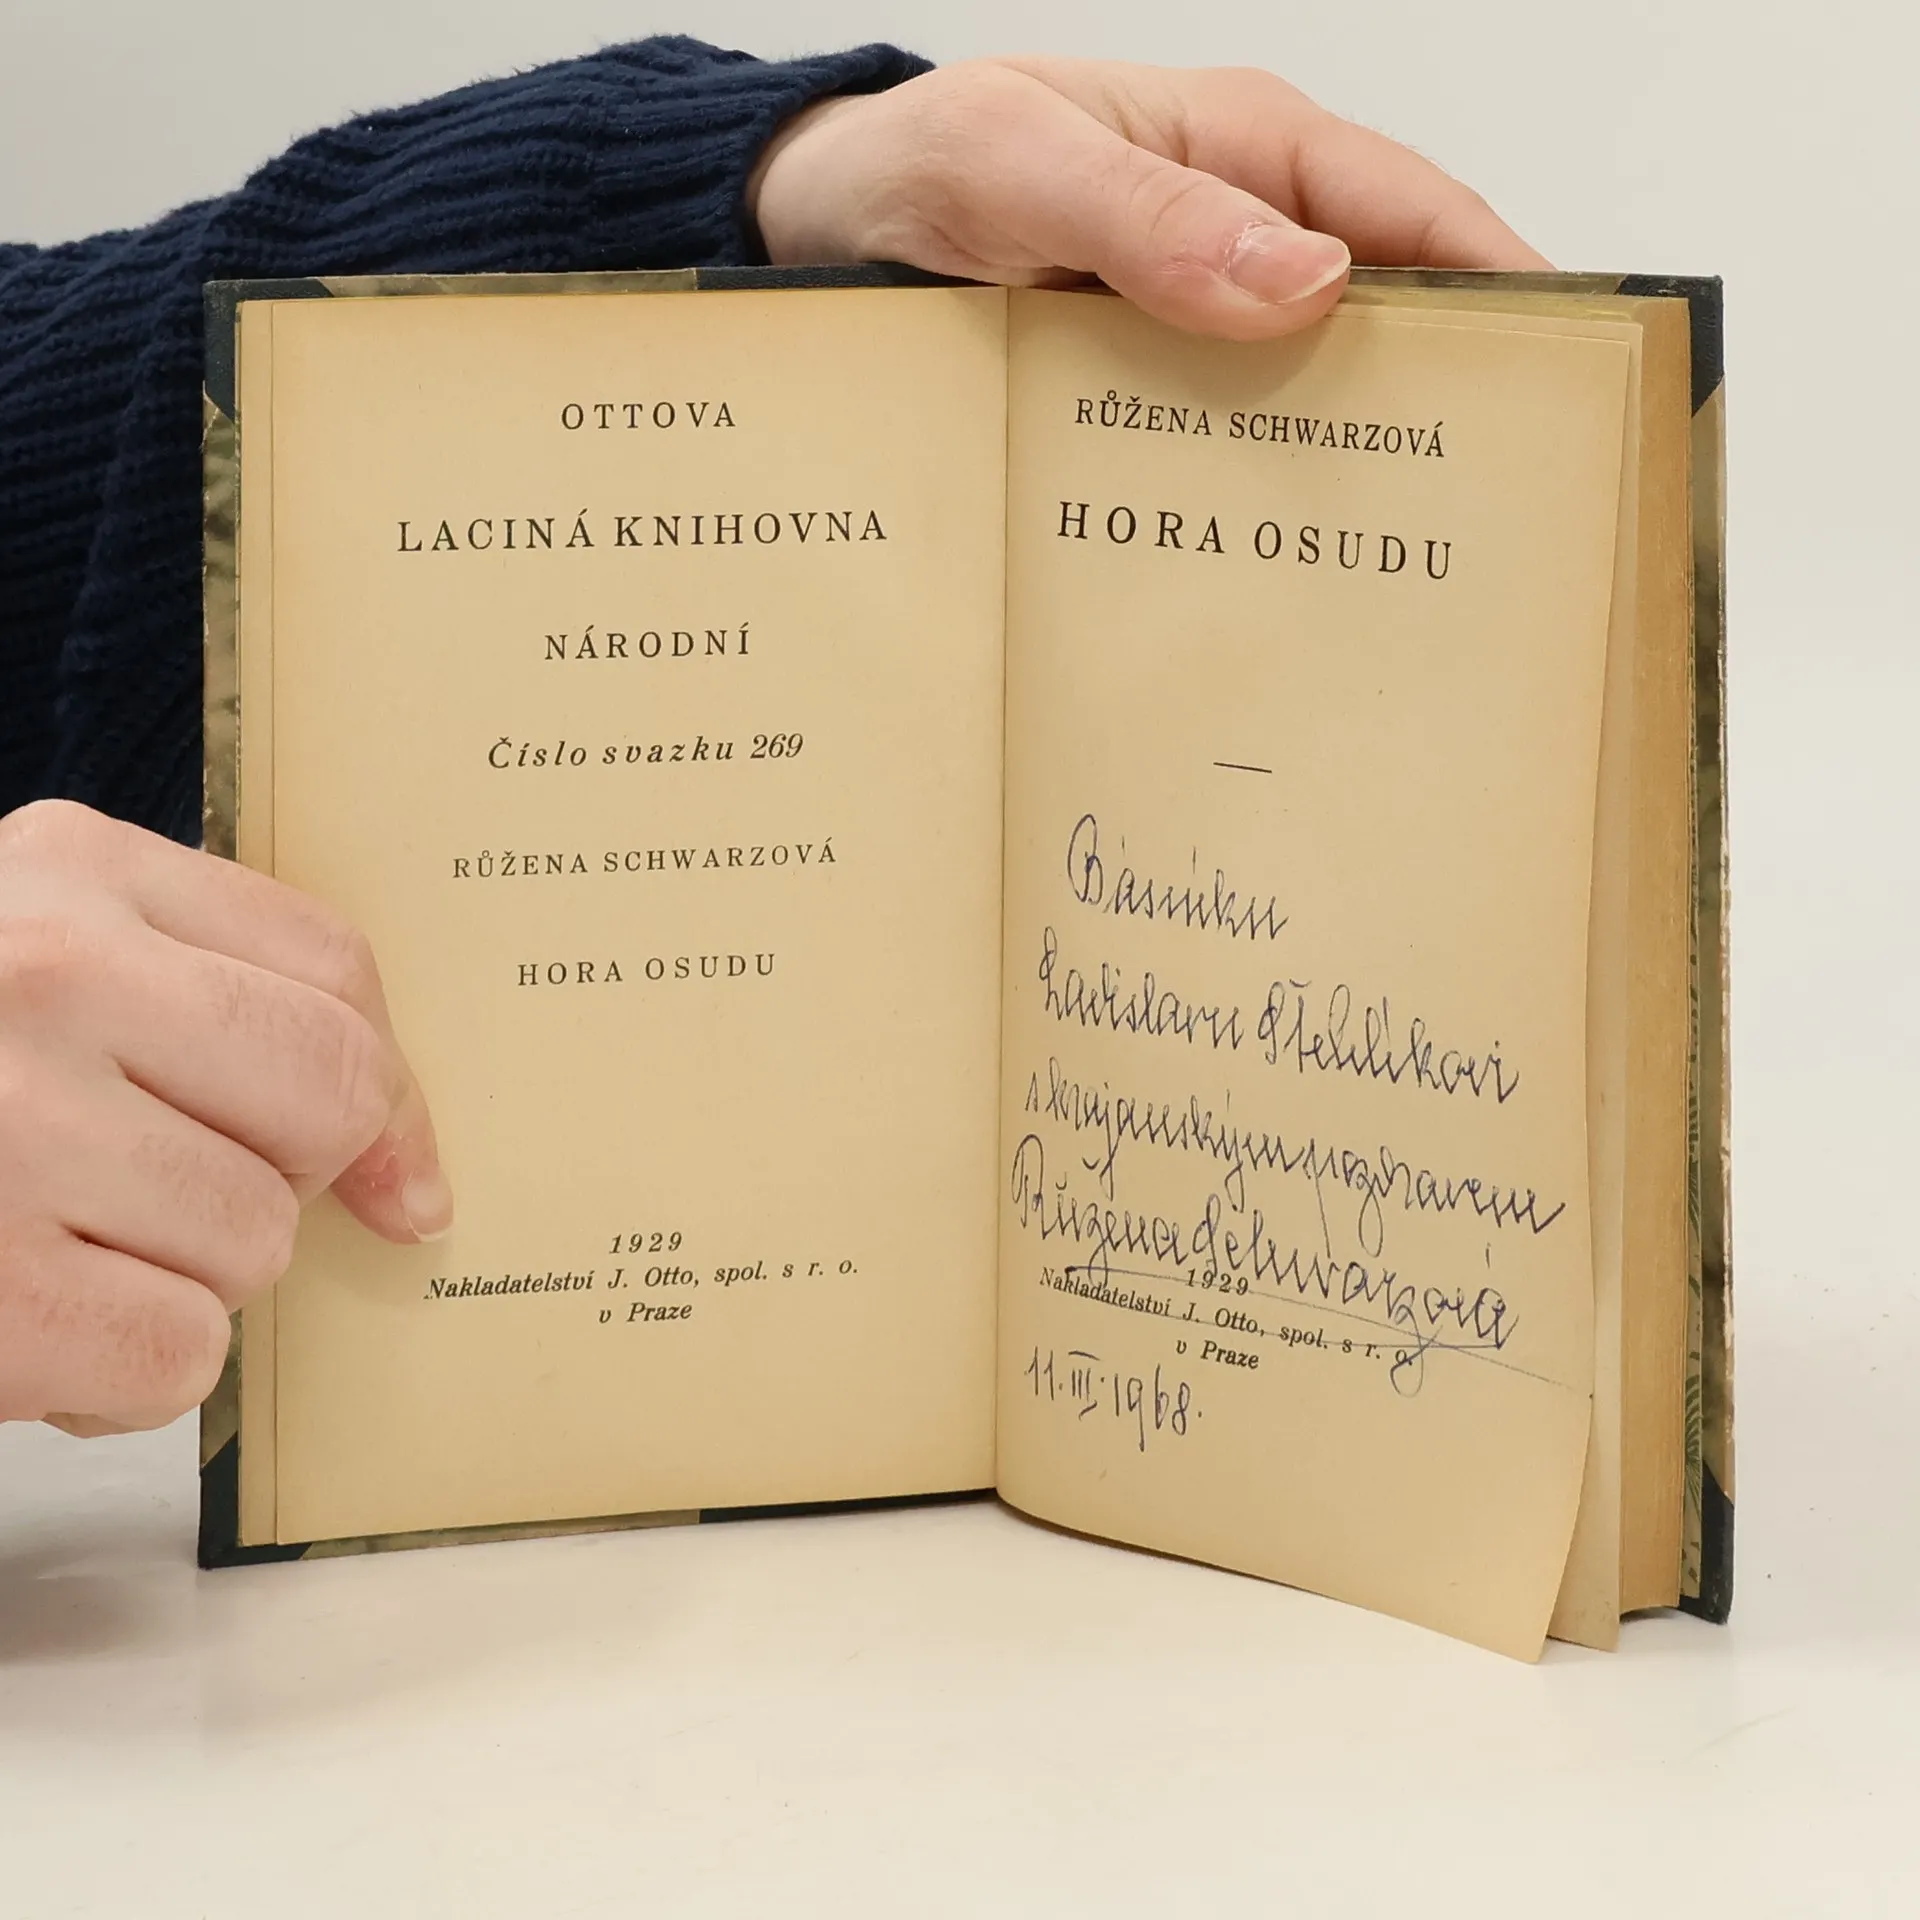 OTTOVA
LACINÁ KNIHOVNA
NÁRODNÍ
Číslo svazku 269
RŮŽENA SCHWARZOVÁ
HORA OSUDU
1929
Nakladatelství J. Otto, spol. s r. o.
v Praze
RŮŽENA SCHWARZOVÁ
HORA OSUDU
Básníku
Ladislavu Stehlíkovi
s krajanským pozdravem
Růžena Schwarzová
1929
Nakladatelství J. Otto, spol. s r. o.
v Praze
11. III. 1968.